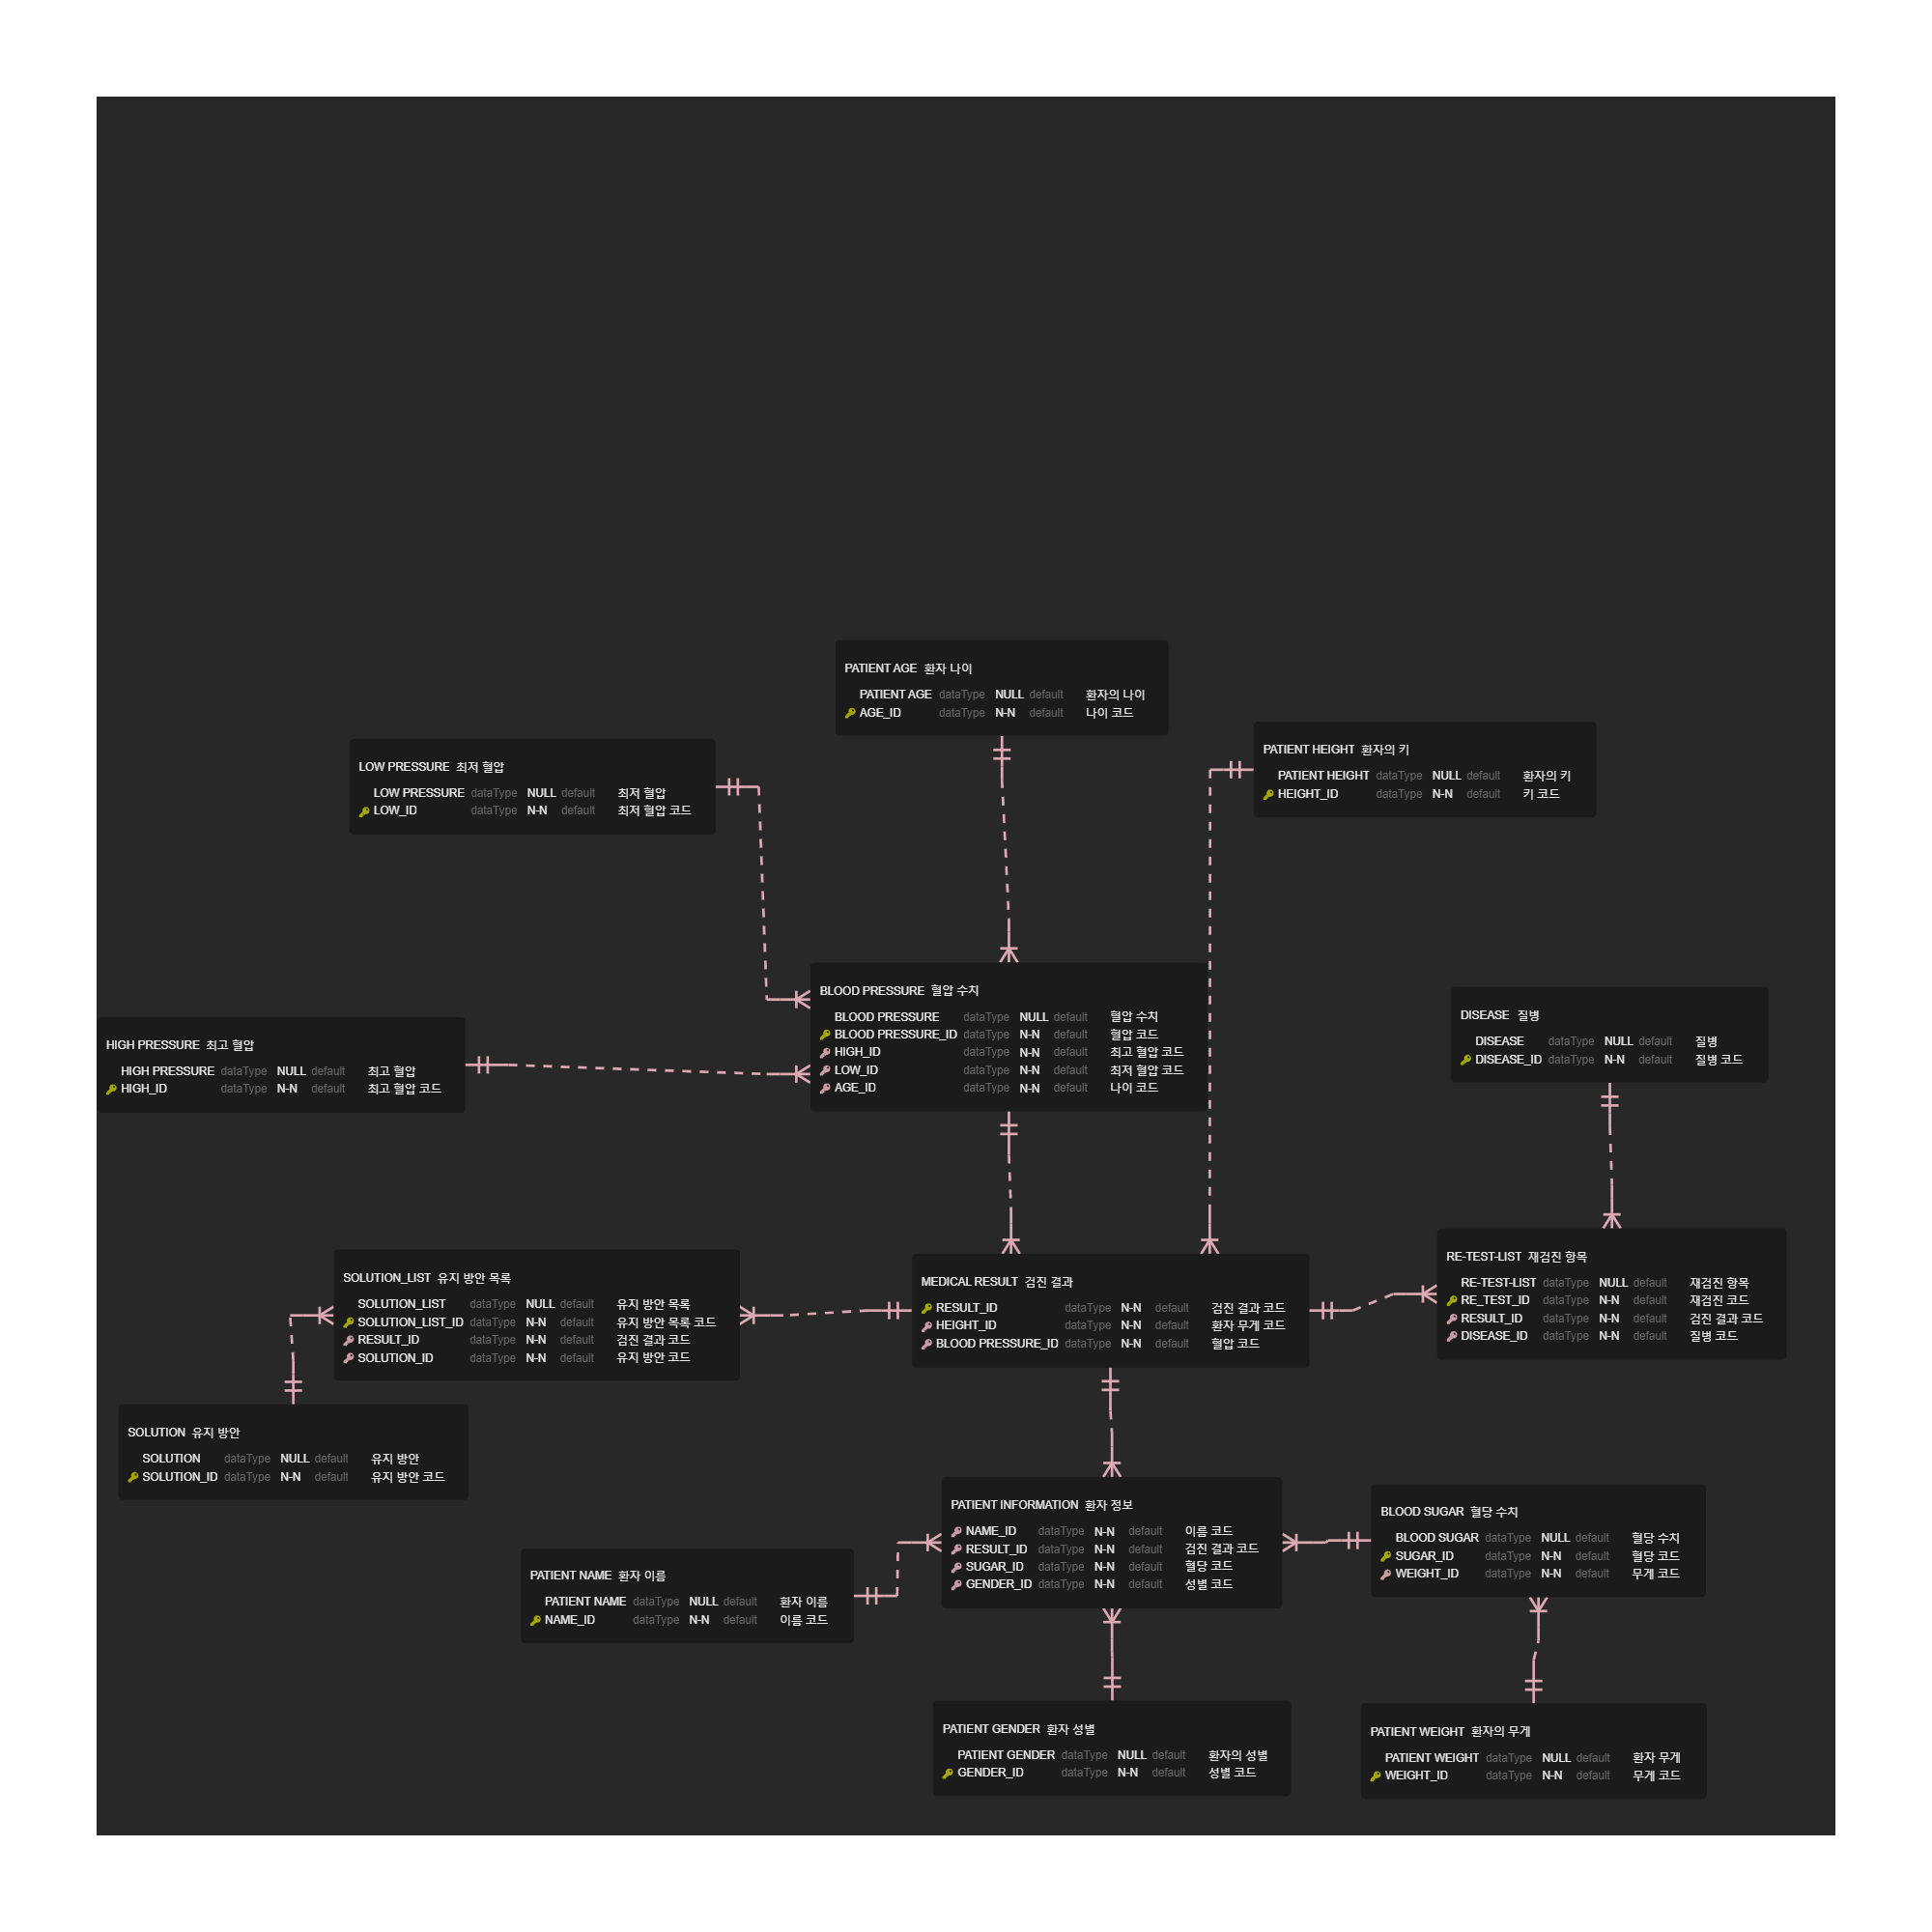 PATIENT AGE 환자 나이
PATIENT AGE dataType NULL default 환자의 나이
AGE_ID dataType N-N default 나이 코드
PATIENT HEIGHT 환자의 키
PATIENT HEIGHT dataType NULL default 환자의 키
HEIGHT_ID dataType N-N default 키 코드
LOW PRESSURE 최저 혈압
LOW PRESSURE dataType NULL default 최저 혈압
LOW_ID dataType N-N default 최저 혈압 코드
BLOOD PRESSURE 혈압 수치
BLOOD PRESSURE dataType NULL default 혈압 수치
BLOOD PRESSURE_ID dataType N-N default 혈압 코드
HIGH_ID dataType N-N default 최고 혈압 코드
LOW_ID dataType N-N default 최저 혈압 코드
AGE_ID dataType N-N default 나이 코드
DISEASE 질병
DISEASE dataType NULL default 질병
DISEASE_ID dataType N-N default 질병 코드
HIGH PRESSURE 최고 혈압
HIGH PRESSURE dataType NULL default 최고 혈압
HIGH_ID dataType N-N default 최고 혈압 코드
SOLUTION_LIST 유지 방안 목록
SOLUTION_LIST dataType NULL default 유지 방안 목록
SOLUTION_LIST_ID dataType N-N default 유지 방안 목록 코드
RESULT_ID dataType N-N default 검진 결과 코드
SOLUTION_ID dataType N-N default 유지 방안 코드
MEDICAL RESULT 검진 결과
RESULT_ID dataType N-N default 검진 결과 코드
HEIGHT_ID dataType N-N default 환자 무게 코드
BLOOD PRESSURE_ID dataType N-N default 혈압 코드
RE-TEST-LIST 재검진 항목
RE-TEST-LIST dataType NULL default 재검진 항목
RE_TEST_ID dataType N-N default 재검진 코드
RESULT_ID dataType N-N default 검진 결과 코드
DISEASE_ID dataType N-N default 질병 코드
SOLUTION 유지 방안
SOLUTION dataType NULL default 유지 방안
SOLUTION_ID dataType N-N default 유지 방안 코드
PATIENT INFORMATION 환자 정보
NAME_ID dataType N-N default 이름 코드
RESULT_ID dataType N-N default 검진 결과 코드
SUGAR_ID dataType N-N default 혈당 코드
GENDER_ID dataType N-N default 성별 코드
BLOOD SUGAR 혈당 수치
BLOOD SUGAR dataType NULL default 혈당 수치
SUGAR_ID dataType N-N default 혈당 코드
WEIGHT_ID dataType N-N default 무게 코드
PATIENT NAME 환자 이름
PATIENT NAME dataType NULL default 환자 이름
NAME_ID dataType N-N default 이름 코드
PATIENT GENDER 환자 성별
PATIENT GENDER dataType NULL default 환자의 성별
GENDER_ID dataType N-N default 성별 코드
PATIENT WEIGHT 환자의 무게
PATIENT WEIGHT dataType NULL default 환자 무게
WEIGHT_ID dataType N-N default 무게 코드